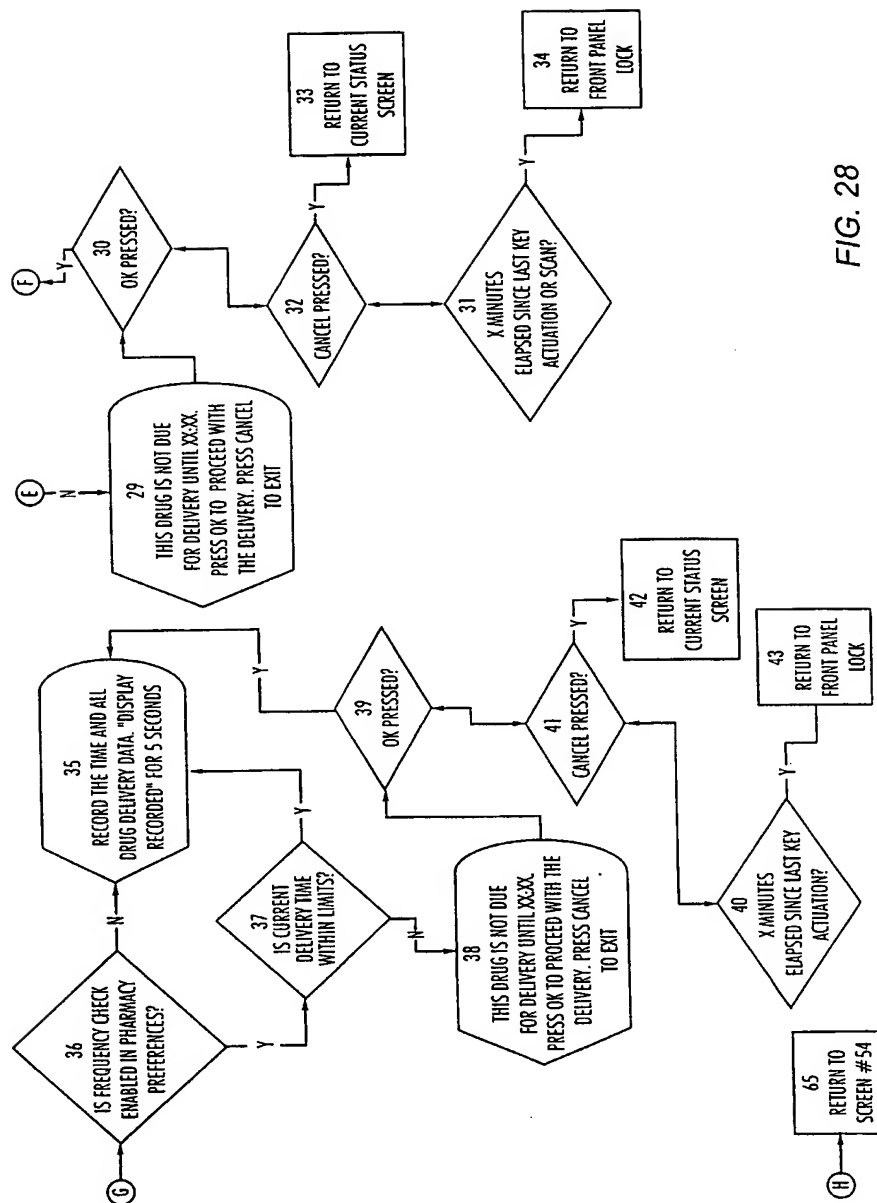 G
36
IS FREQUENCY CHECK
ENABLED IN PHARMACY
PREFERENCES?
N
Y
35
RECORD THE TIME AND ALL
DRUG DELIVERY DATA. "DISPLAY
RECORDED" FOR 5 SECONDS
37
IS CURRENT
DELIVERY TIME
WITHIN LIMITS?
Y
N
38
THIS DRUG IS NOT DUE
FOR DELIVERY UNTIL XX:XX.
PRESS OK TO PROCEED WITH THE
DELIVERY. PRESS CANCEL
TO EXIT
39
OK PRESSED?
Y
41
CANCEL PRESSED?
Y
42
RETURN TO
CURRENT STATUS
SCREEN
40
X MINUTES
ELAPSED SINCE LAST KEY
ACTUATION?
Y
43
RETURN TO
FRONT PANEL
LOCK
H
65
RETURN TO
SCREEN #54
E
N
29
THIS DRUG IS NOT DUE
FOR DELIVERY UNTIL XX:XX.
PRESS OK TO PROCEED WITH
THE DELIVERY. PRESS CANCEL
TO EXIT
F
Y
30
OK PRESSED?
32
CANCEL PRESSED?
Y
33
RETURN TO
CURRENT STATUS
SCREEN
31
X MINUTES
ELAPSED SINCE LAST KEY
ACTUATION OR SCAN?
Y
34
RETURN TO
FRONT PANEL
LOCK
FIG. 28